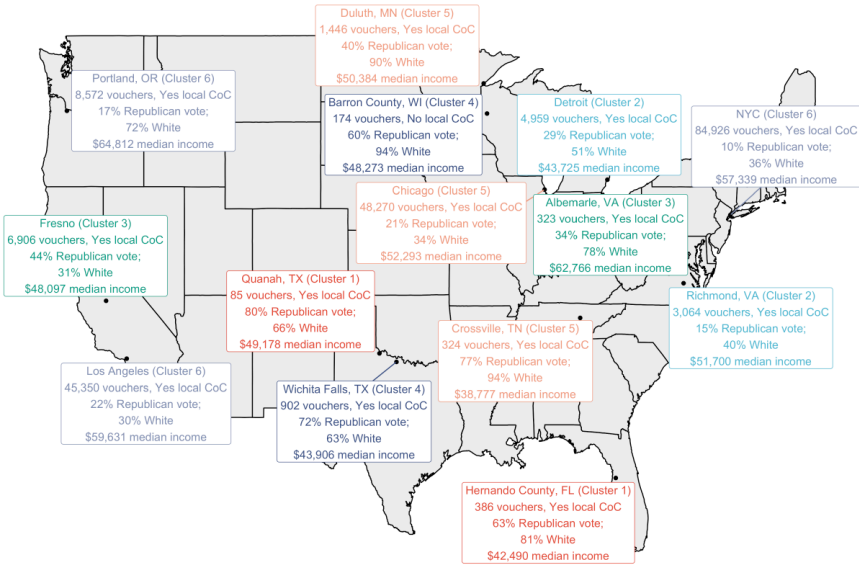 Duluth, MN (Cluster 5)
1,446 vouchers, Yes local CoC
40% Republican vote;
90% White
$50,384 median income
Portland, OR (Cluster 6)
8,572 vouchers, Yes local CoC
17% Republican vote;
72% White
$64,812 median income
Barron County, WI (Cluster 4)
174 vouchers, No local CoC
60% Republican vote;
94% White
$48,273 median income
Detroit (Cluster 2)
4,959 vouchers, Yes local CoC
29% Republican vote;
51% White
$43,725 median income
NYC (Cluster 6)
84,926 vouchers, Yes local CoC
10% Republican vote;
36% White
$57,339 median income
Chicago (Cluster 5)
48,270 vouchers, Yes local CoC
21% Republican vote;
34% White
$52,293 median income
Albemarle, VA (Cluster 3)
323 vouchers, Yes local CoC
34% Republican vote;
78% White
$62,766 median income
Fresno (Cluster 3)
6,906 vouchers, Yes local CoC
44% Republican vote;
31% White
$48,097 median income
Quanah, TX (Cluster 1)
85 vouchers, Yes local CoC
80% Republican vote;
66% White
$49,178 median income
Richmond, VA (Cluster 2)
3,064 vouchers, Yes local CoC
15% Republican vote;
40% White
$51,700 median income
Crossville, TN (Cluster 5)
324 vouchers, Yes local CoC
77% Republican vote;
94% White
$38,777 median income
Los Angeles (Cluster 6)
45,350 vouchers, Yes local CoC
22% Republican vote;
30% White
$59,631 median income
Wichita Falls, TX (Cluster 4)
902 vouchers, Yes local CoC
72% Republican vote;
63% White
$43,906 median income
Hernando County, FL (Cluster 1)
386 vouchers, Yes local CoC
63% Republican vote;
81% White
$42,490 median income